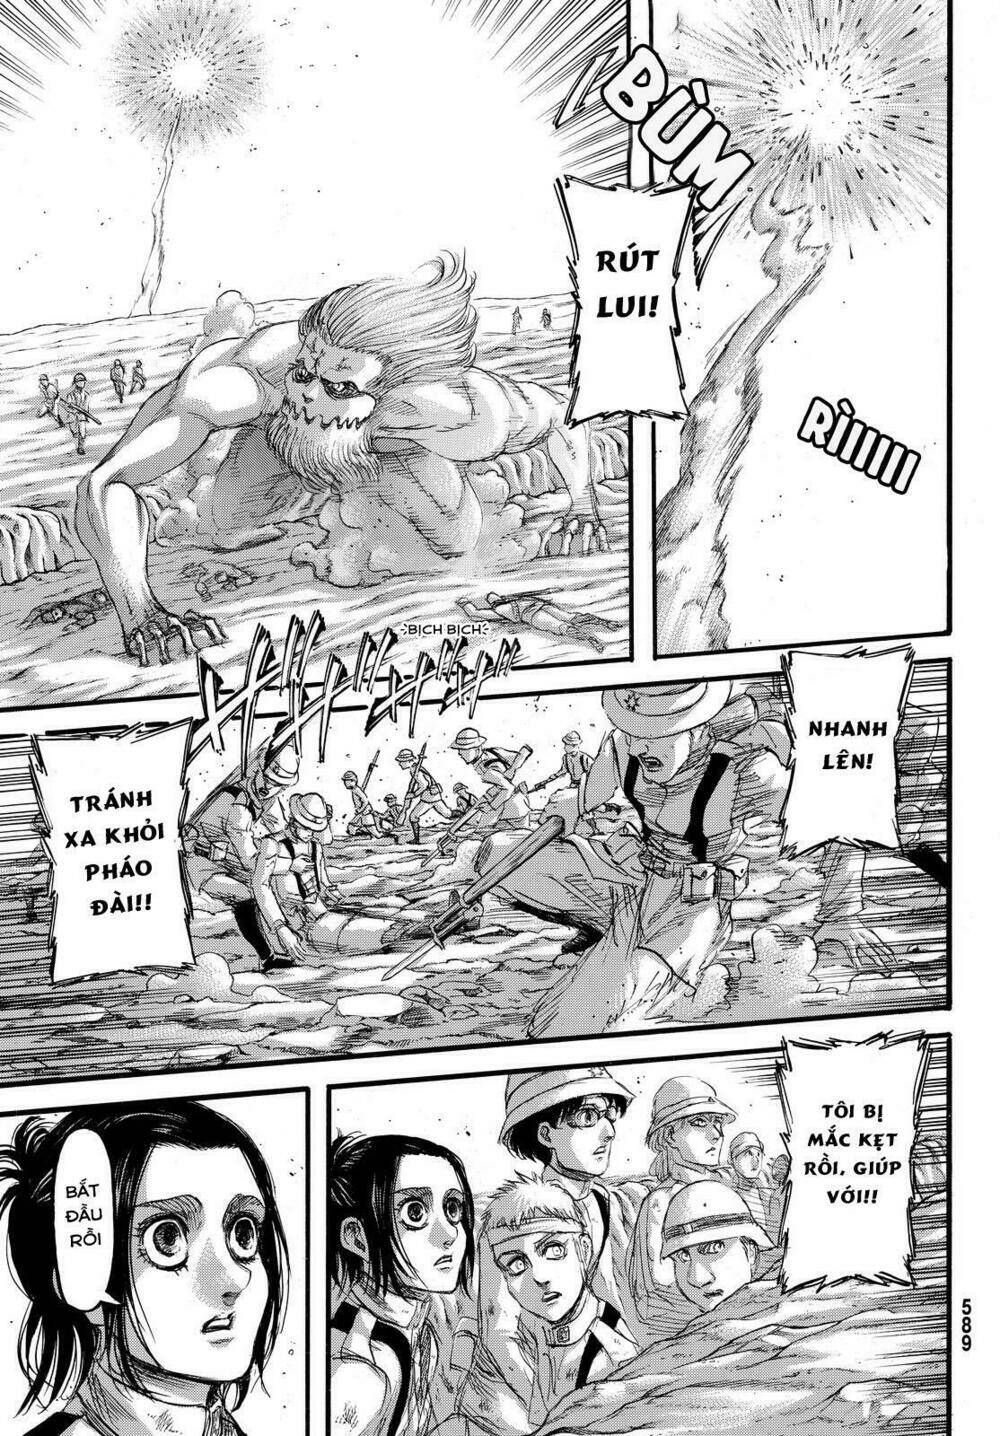 BÙM
RÌIIIIII
RÚT
LUI!
BỊCH BỊCH
NHANH
LÊN!
TRÁNH
XA KHỎI
PHÁO
ĐÀI!!
TÔI BỊ
MẮC KẸT
RỒI, GIÚP
VỚI!!
BẮT
ĐẦU
RỒI
589